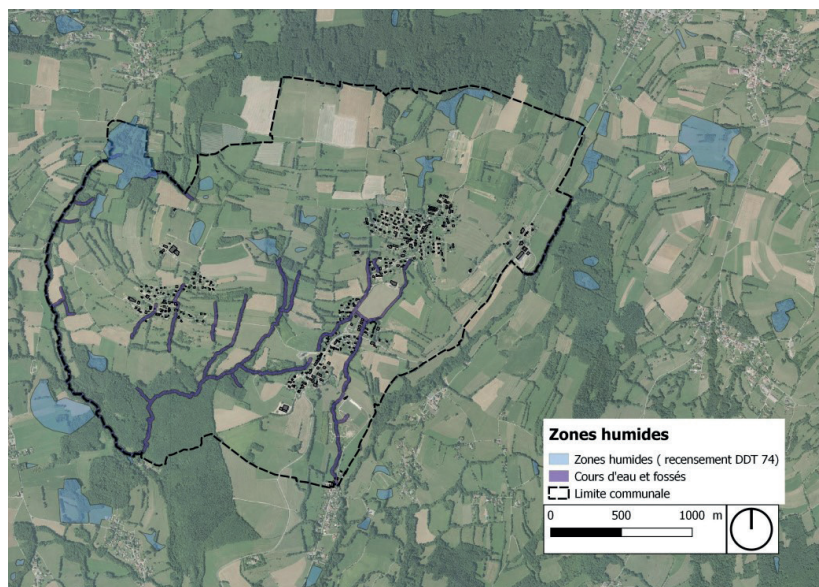 Zones humides
Zones humides ( recensement DDT 74)
Cours d'eau et fossés
Limite communale
0 500 1000 m